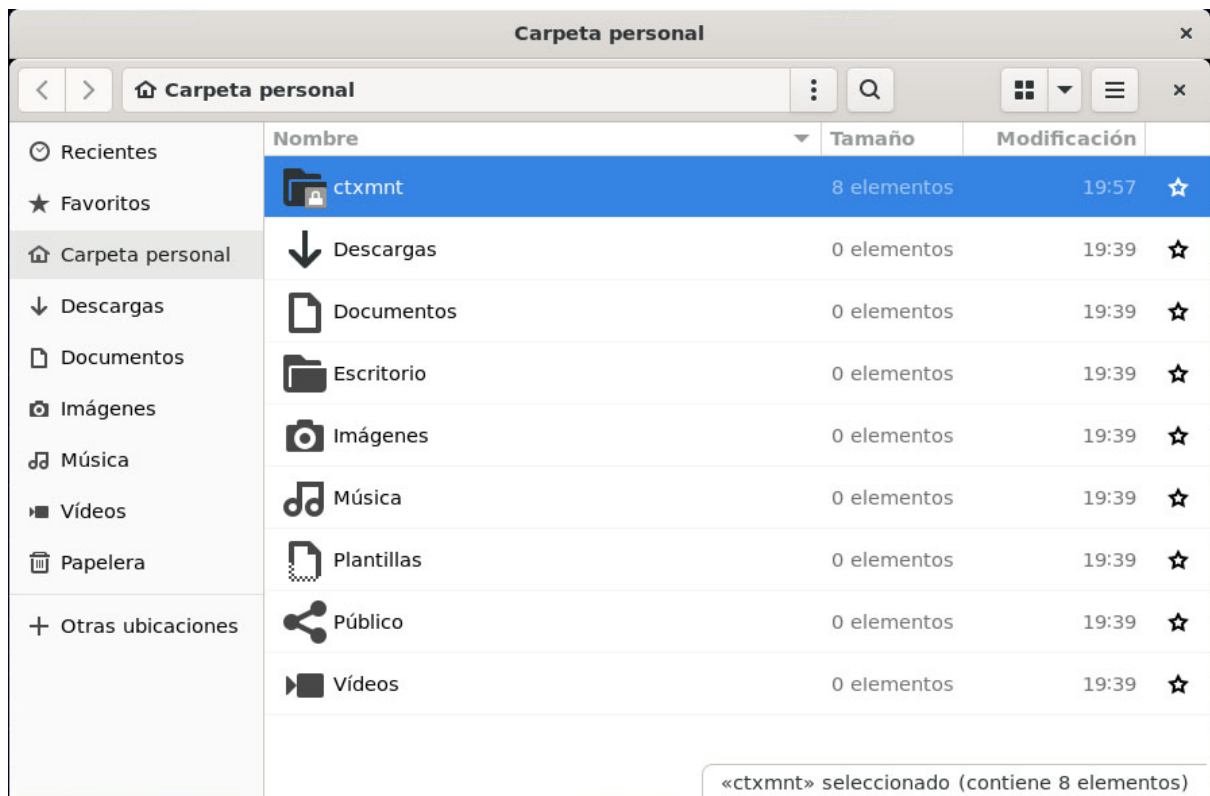 Carpeta personal
Carpeta personal
Recientes
Favoritos
Carpeta personal
Descargas
Documentos
Imágenes
Música
Vídeos
Papelera
Otras ubicaciones
Nombre Tamaño Modificación
ctxmnt 8 elementos 19:57
Descargas 0 elementos 19:39
Documentos 0 elementos 19:39
Escritorio 0 elementos 19:39
Imágenes 0 elementos 19:39
Música 0 elementos 19:39
Plantillas 0 elementos 19:39
Público 0 elementos 19:39
Vídeos 0 elementos 19:39
«ctxmnt» seleccionado (contiene 8 elementos)